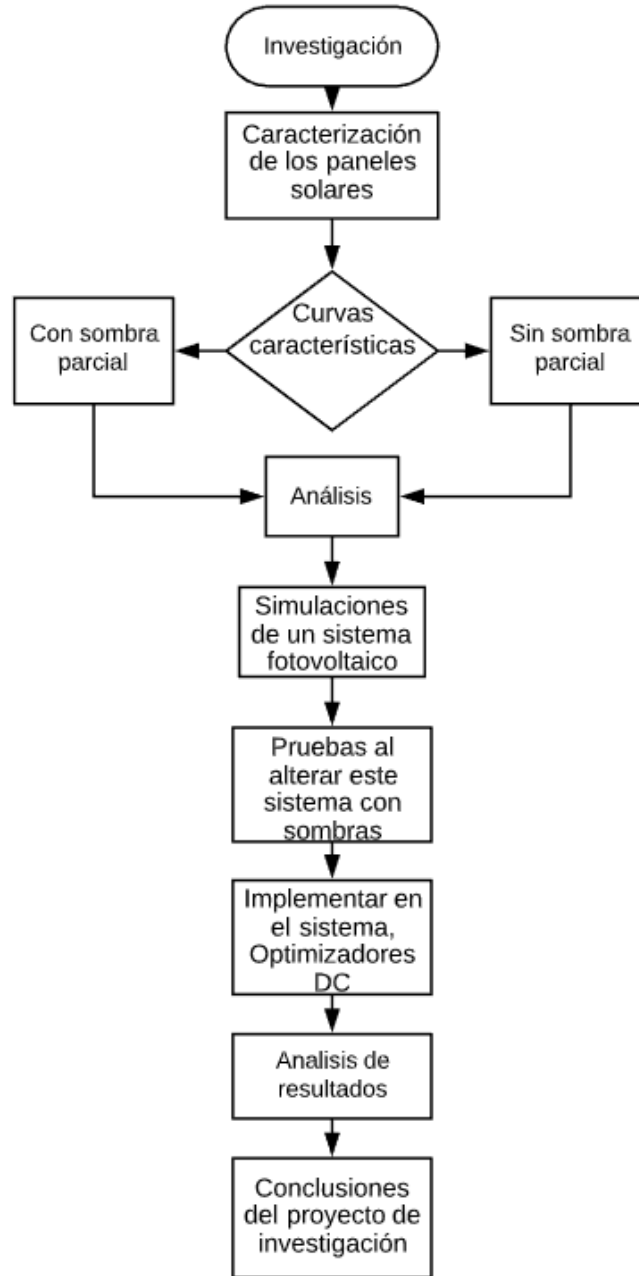 Investigación
Caracterización
de los paneles
solares
Curvas
características
Con sombra
parcial
Sin sombra
parcial
Análisis
Simulaciones
de un sistema
fotovoltaico
Pruebas al
alterar este
sistema con
sombras
Implementar en
el sistema,
Optimizadores
DC
Analisis de
resultados
Conclusiones
del proyecto de
investigación